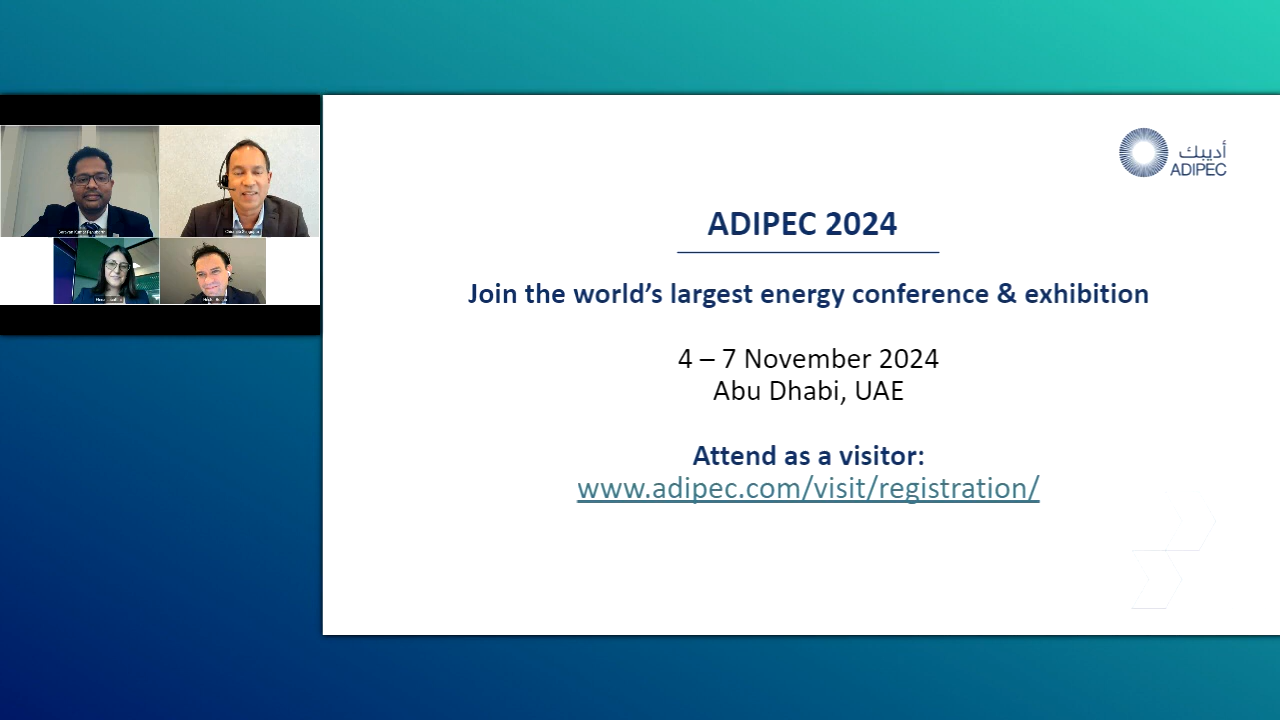 أديبك
ADIPEC
ADIPEC 2024
Join the world's largest energy conference & exhibition
4 – 7 November 2024
Abu Dhabi, UAE
Attend as a visitor:
www.adipec.com/visit/registration/